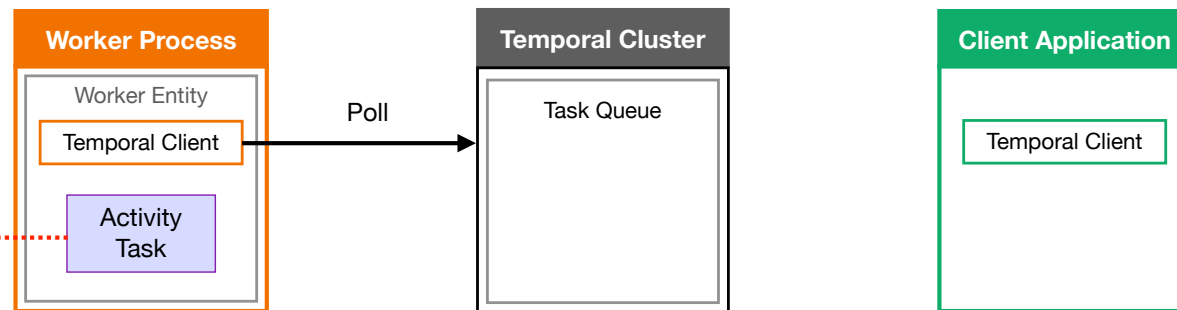 Worker Process
Worker Entity
Temporal Client
Activity
Task
Poll
Temporal Cluster
Task Queue
Client Application
Temporal Client